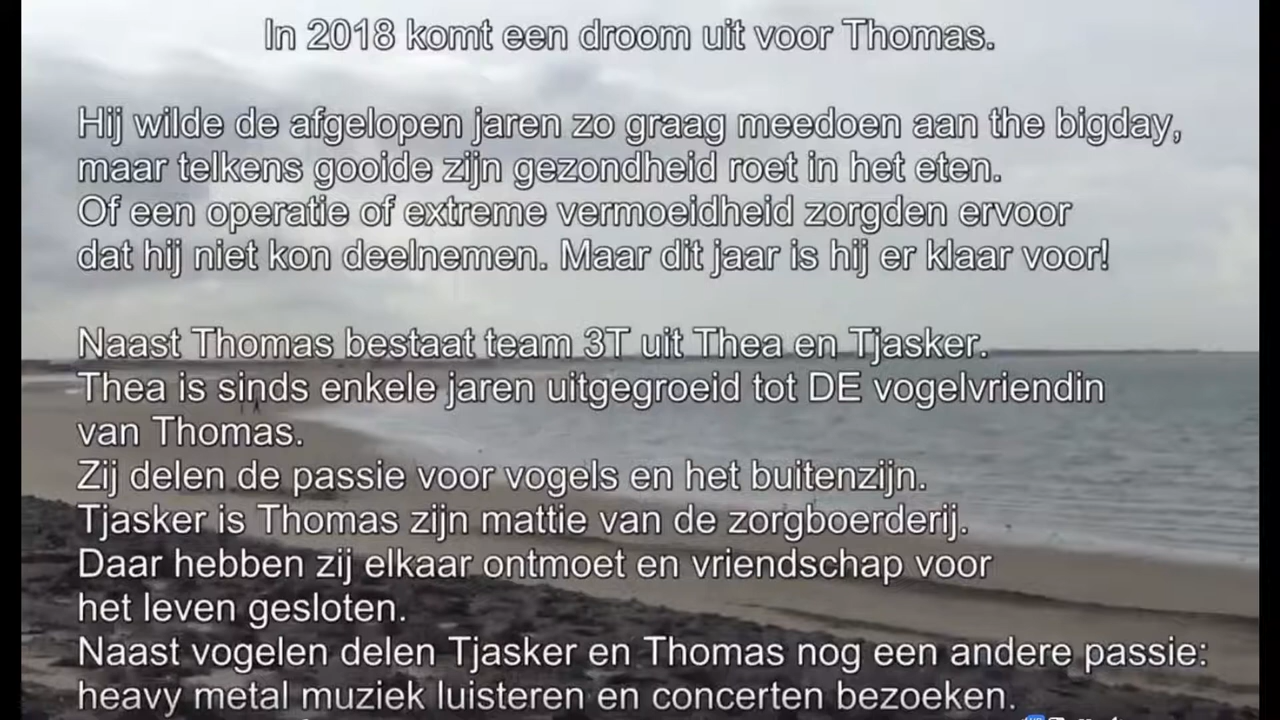 In 2018 komt een droom uit voor Thomas.
Hij wilde de afgelopen jaren zo graag meedoen aan the bigday,
maar telkens gooide zijn gezondheid roet in het eten.
Of een operatie of extreme vermoeidheid zorgden ervoor
dat hij niet kon deelnemen. Maar dit jaar is hij er klaar voor!
Naast Thomas bestaat team 3T uit Thea en Tjasker.
Thea is sinds enkele jaren uitgegroeid tot DE vogelvriendin
van Thomas.
Zij delen de passie voor vogels en het buitenzijn.
Tjasker is Thomas zijn mattie van de zorgboerderij.
Daar hebben zij elkaar ontmoet en vriendschap voor
het leven gesloten.
Naast vogelen delen Tjasker en Thomas nog een andere passie:
heavy metal muziek luisteren en concerten bezoeken.